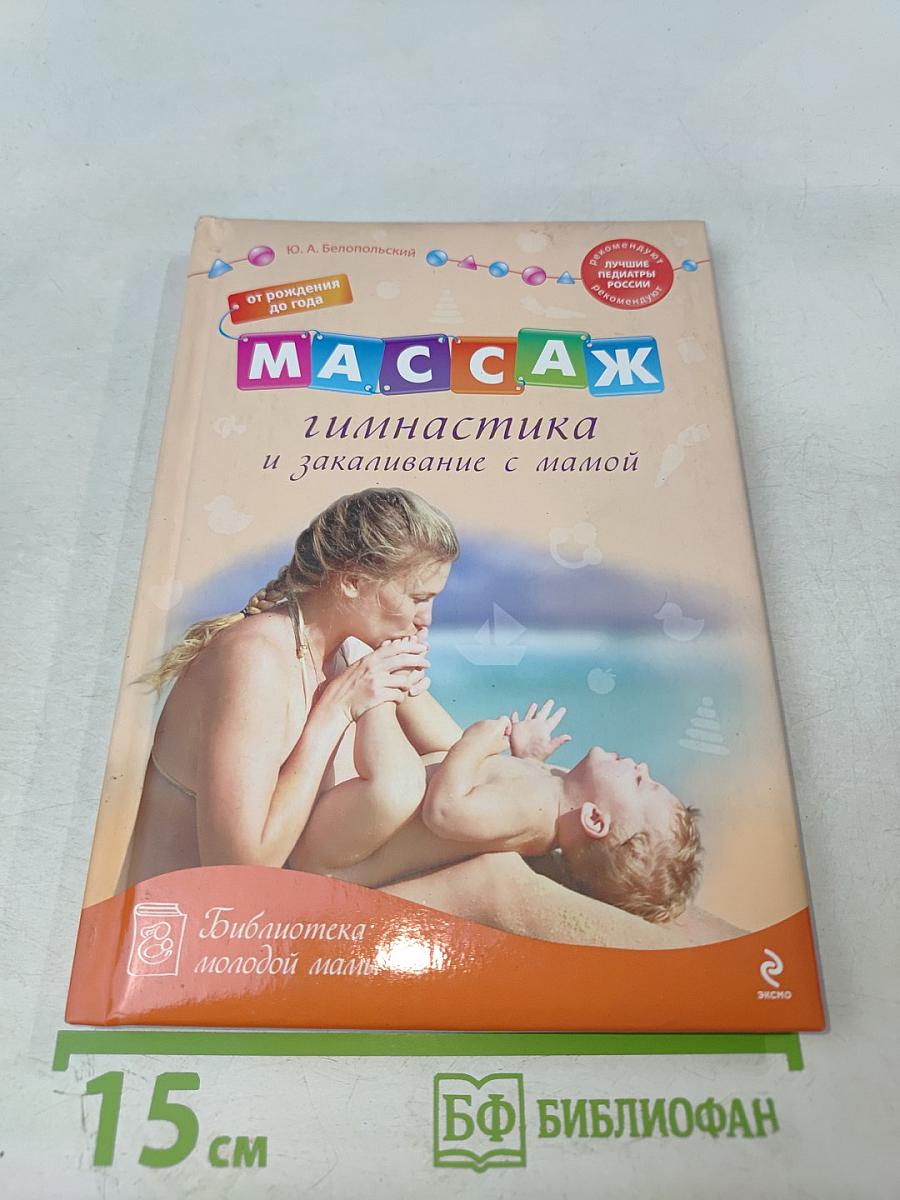 Ю. А. Белопольский
рекомендуют
ЛУЧШИЕ
ПЕДИАТРЫ
РОССИИ
рекомендуют
от рождения
до года
МАССАЖ
гимнастика
и закаливание с мамой
Библиотека
молодой мамы
ЭКСМО
15 см
БФ БИБЛИОФАН